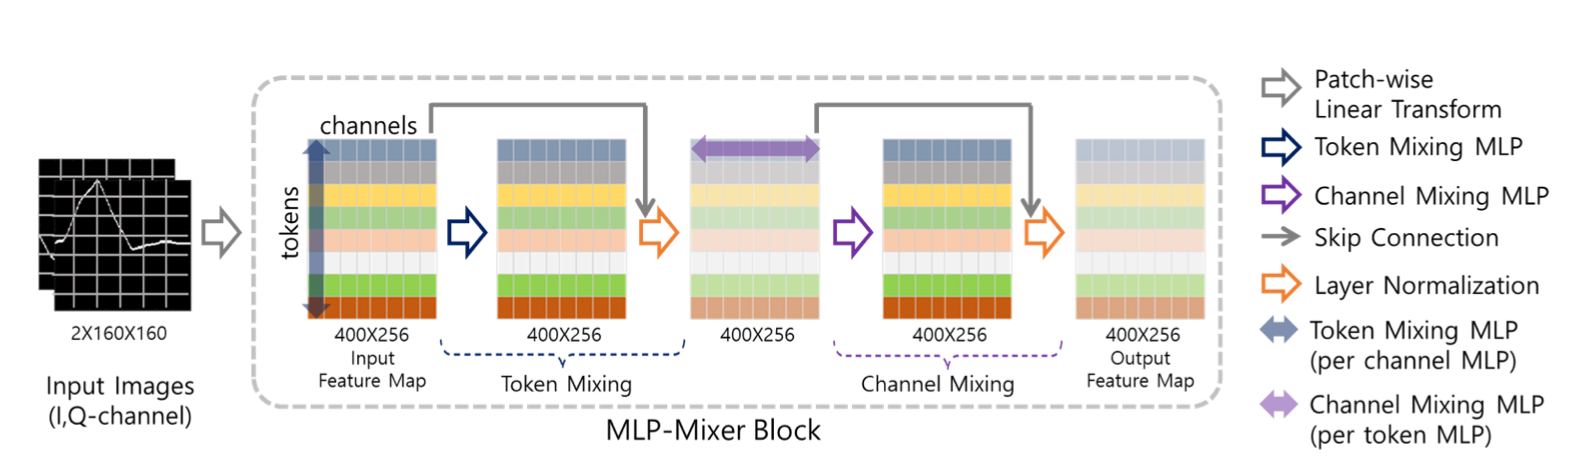 channels
tokens
2X160X160
Input Images
(I,Q-channel)
400X256
Input
Feature Map
400X256
Token Mixing
400X256
400X256
Channel Mixing
400X256
Output
Feature Map
MLP-Mixer Block
Patch-wise
Linear Transform
Token Mixing MLP
Channel Mixing MLP
Skip Connection
Layer Normalization
Token Mixing MLP
(per channel MLP)
Channel Mixing MLP
(per token MLP)